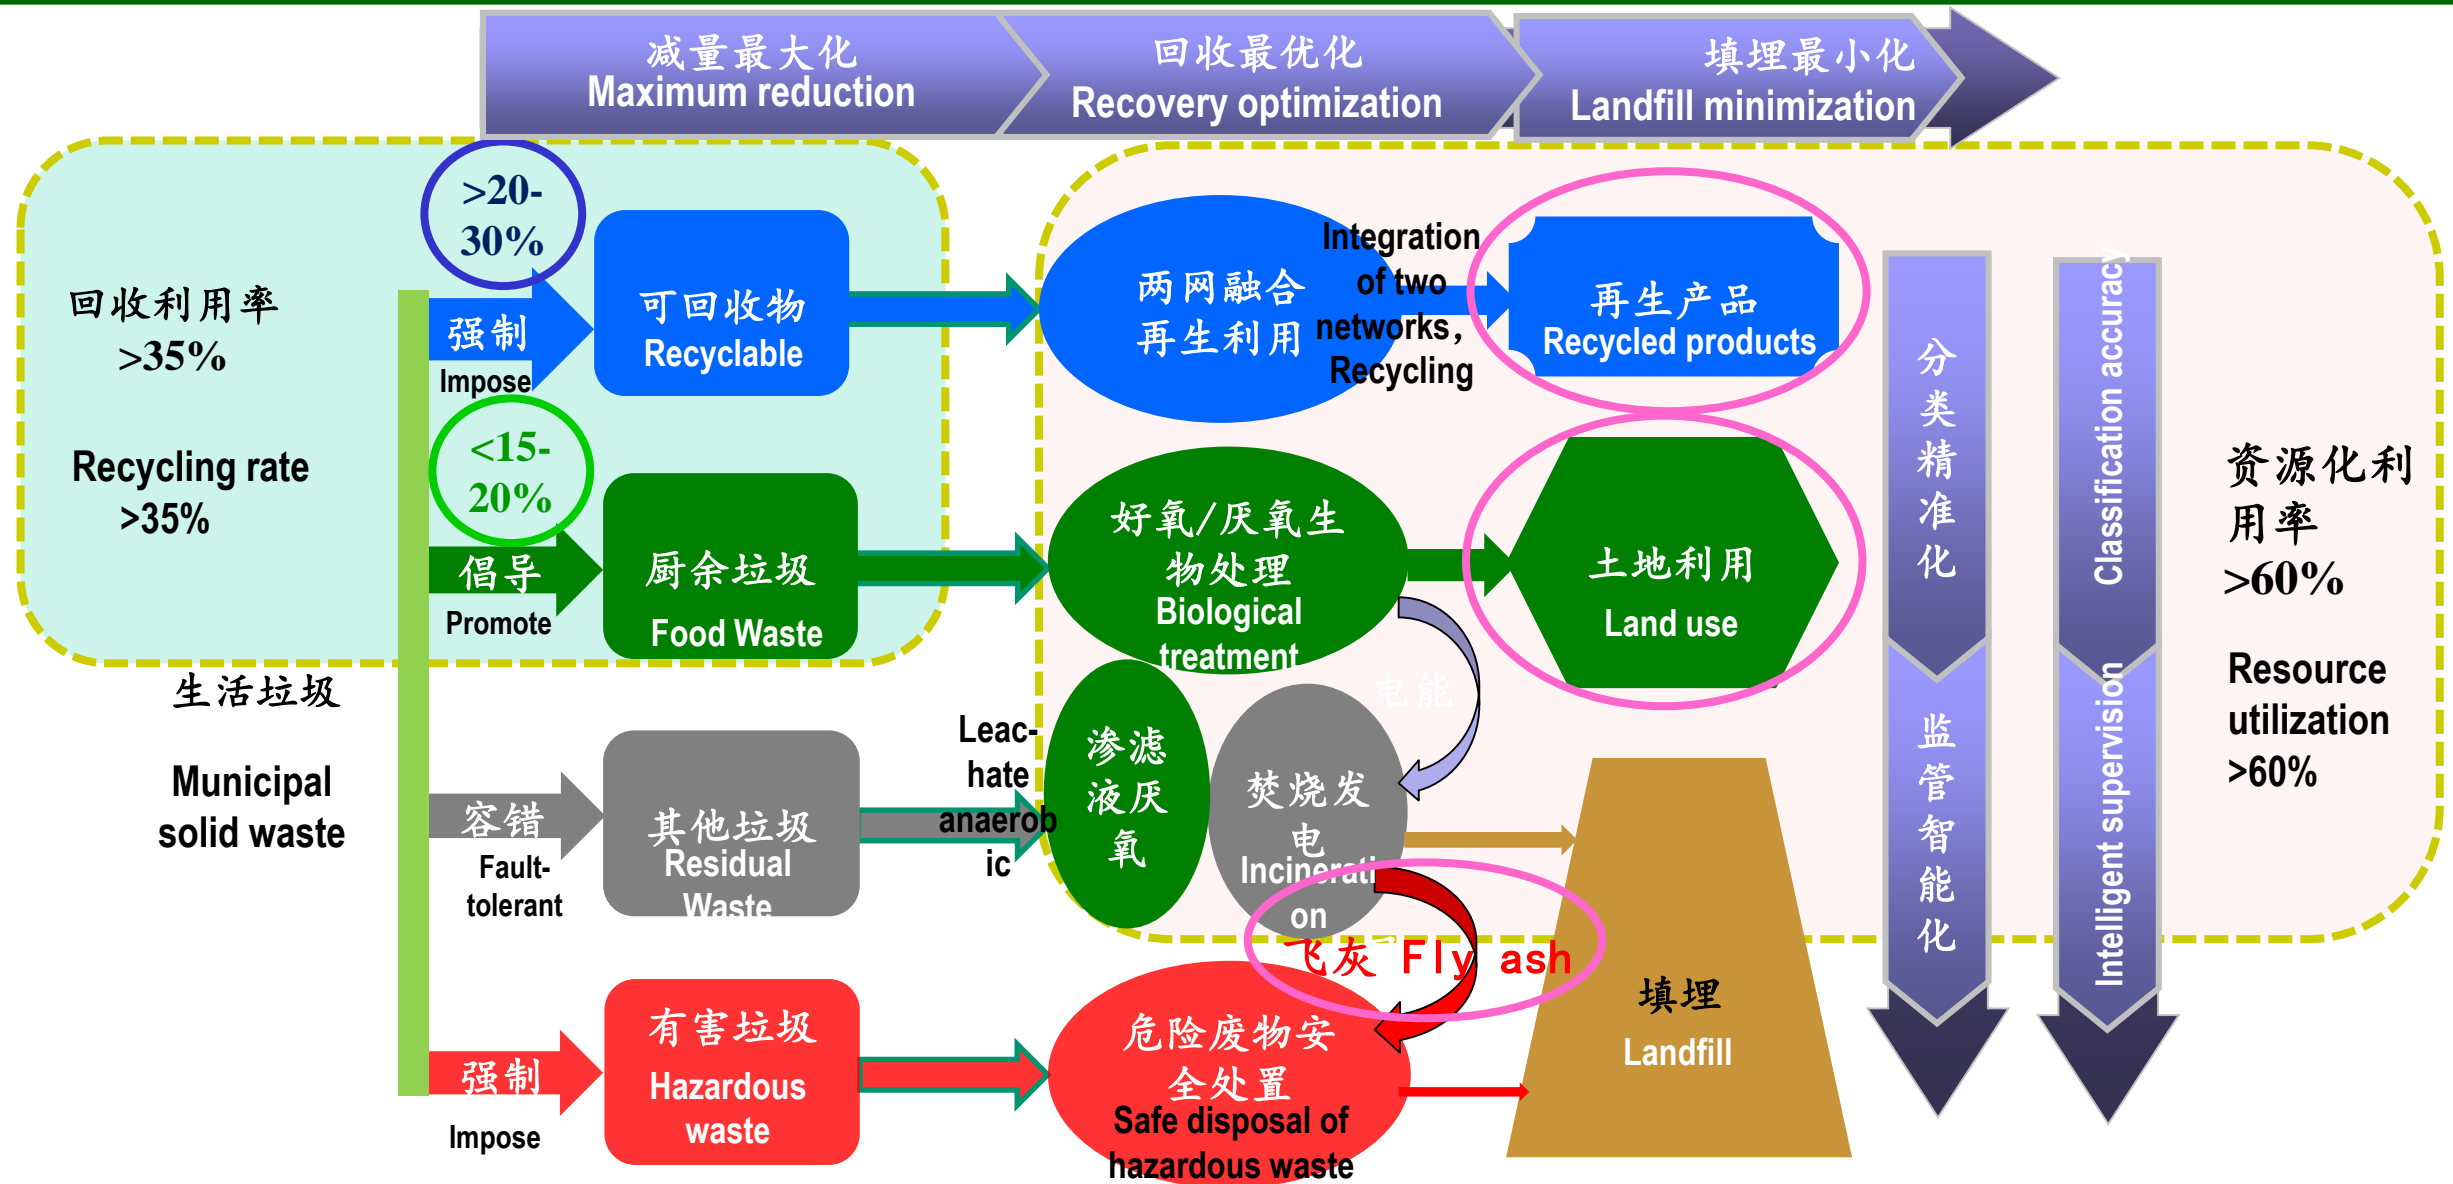 减量最大化
Maximum reduction
回收最优化
Recovery optimization
填埋最小化
Landfill minimization
回收利用率
>35%
Recycling rate
>35%
生活垃圾
Municipal
solid waste
>20-
30%
强制
Impose
可回收物
Recyclable
两网融合
再生利用
Integration
of two
networks，
Recycling
再生产品
Recycled products
<15-
20%
倡导
Promote
厨余垃圾
Food Waste
好氧/厌氧生
物处理
Biological
treatment
土地利用
Land use
电能
容错
Fault-
tolerant
其他垃圾
Residual
Waste
Leac-
hate
anaerob
ic
渗滤
液厌
氧
焚烧发
电
Incinerati
on
飞灰 Fly ash
强制
Impose
有害垃圾
Hazardous
waste
危险废物安
全处置
Safe disposal of
hazardous waste
填埋
Landfill
分类精准化
监管智能化
Classification accuracy
Intelligent supervision
资源化利
用率
>60%
Resource
utilization
>60%